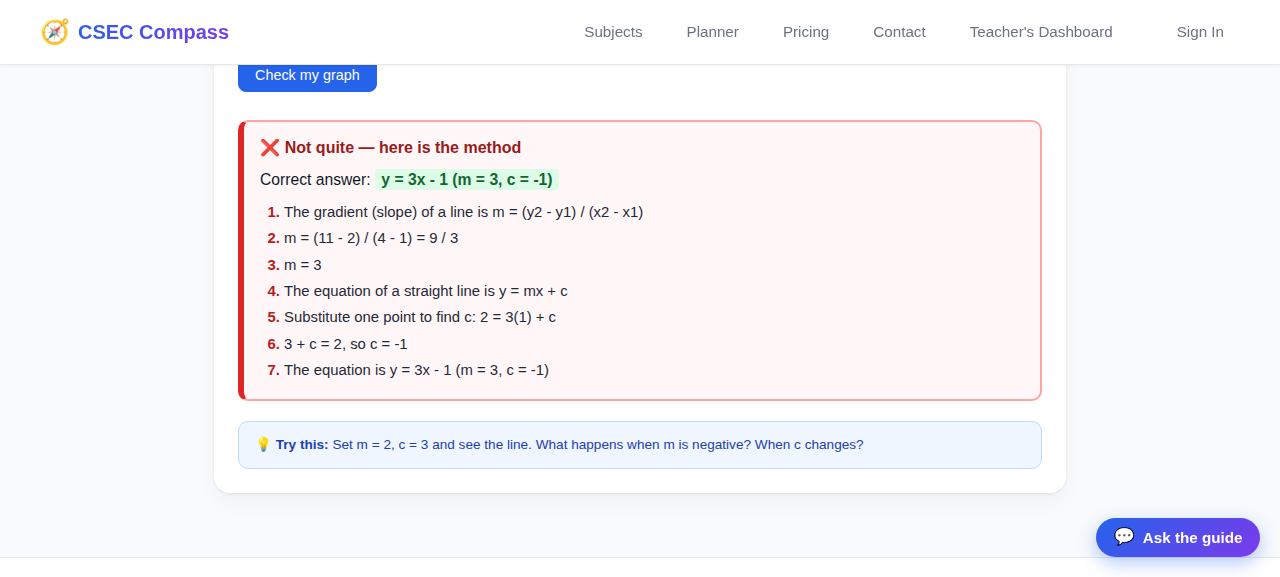 🧭 CSEC Compass
Subjects Planner Pricing Contact Teacher's Dashboard Sign In
Check my graph
❌ Not quite — here is the method
Correct answer: y = 3x - 1 (m = 3, c = -1)
1. The gradient (slope) of a line is m = (y2 - y1) / (x2 - x1)
2. m = (11 - 2) / (4 - 1) = 9 / 3
3. m = 3
4. The equation of a straight line is y = mx + c
5. Substitute one point to find c: 2 = 3(1) + c
6. 3 + c = 2, so c = -1
7. The equation is y = 3x - 1 (m = 3, c = -1)
💡 Try this: Set m = 2, c = 3 and see the line. What happens when m is negative? When c changes?
💬 Ask the guide